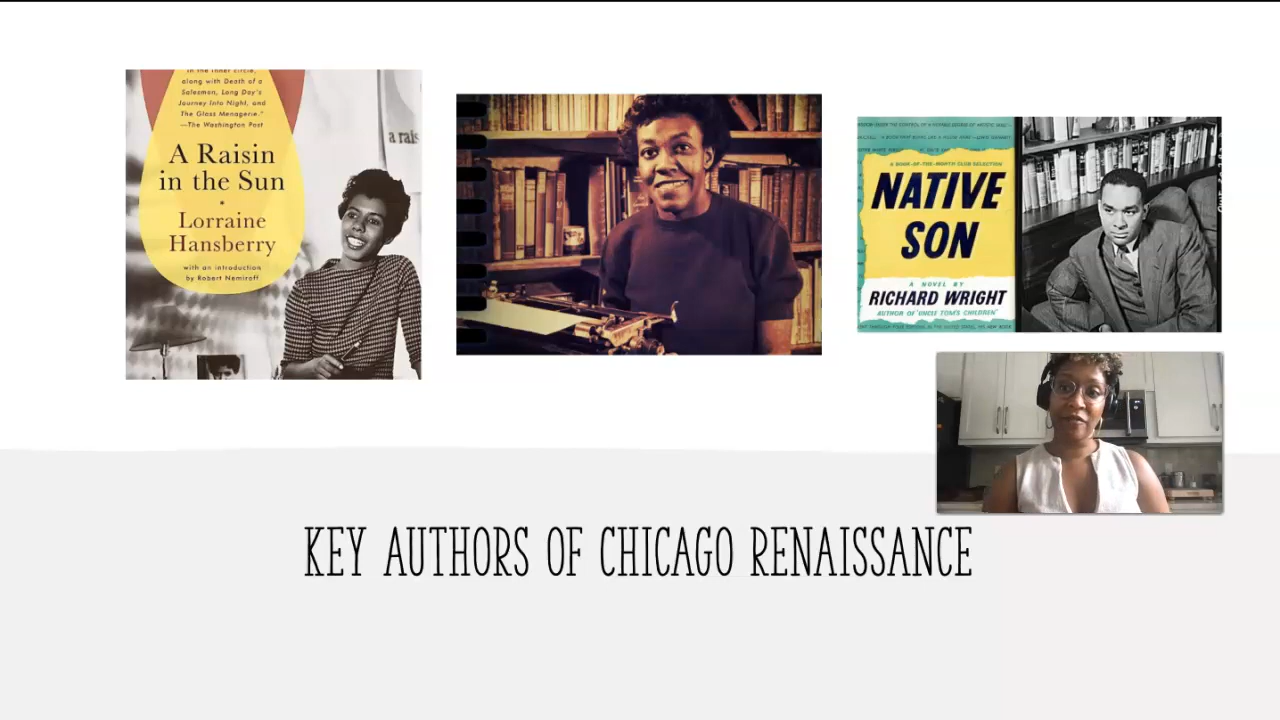 in the inner circle,
along with Death of a
Salesman, Long Day's
Journey Into Night, and
The Glass Menagerie."
—The Washington Post
A Raisin
in the Sun
*
Lorraine
Hansberry
with an introduction
by Robert Nemiroff
a rais
A BOOK-OF-THE-MONTH CLUB SELECTION
NATIVE
SON
A NOVEL BY
RICHARD WRIGHT
AUTHOR OF 'UNCLE TOM'S CHILDREN'
KEY AUTHORS OF CHICAGO RENAISSANCE